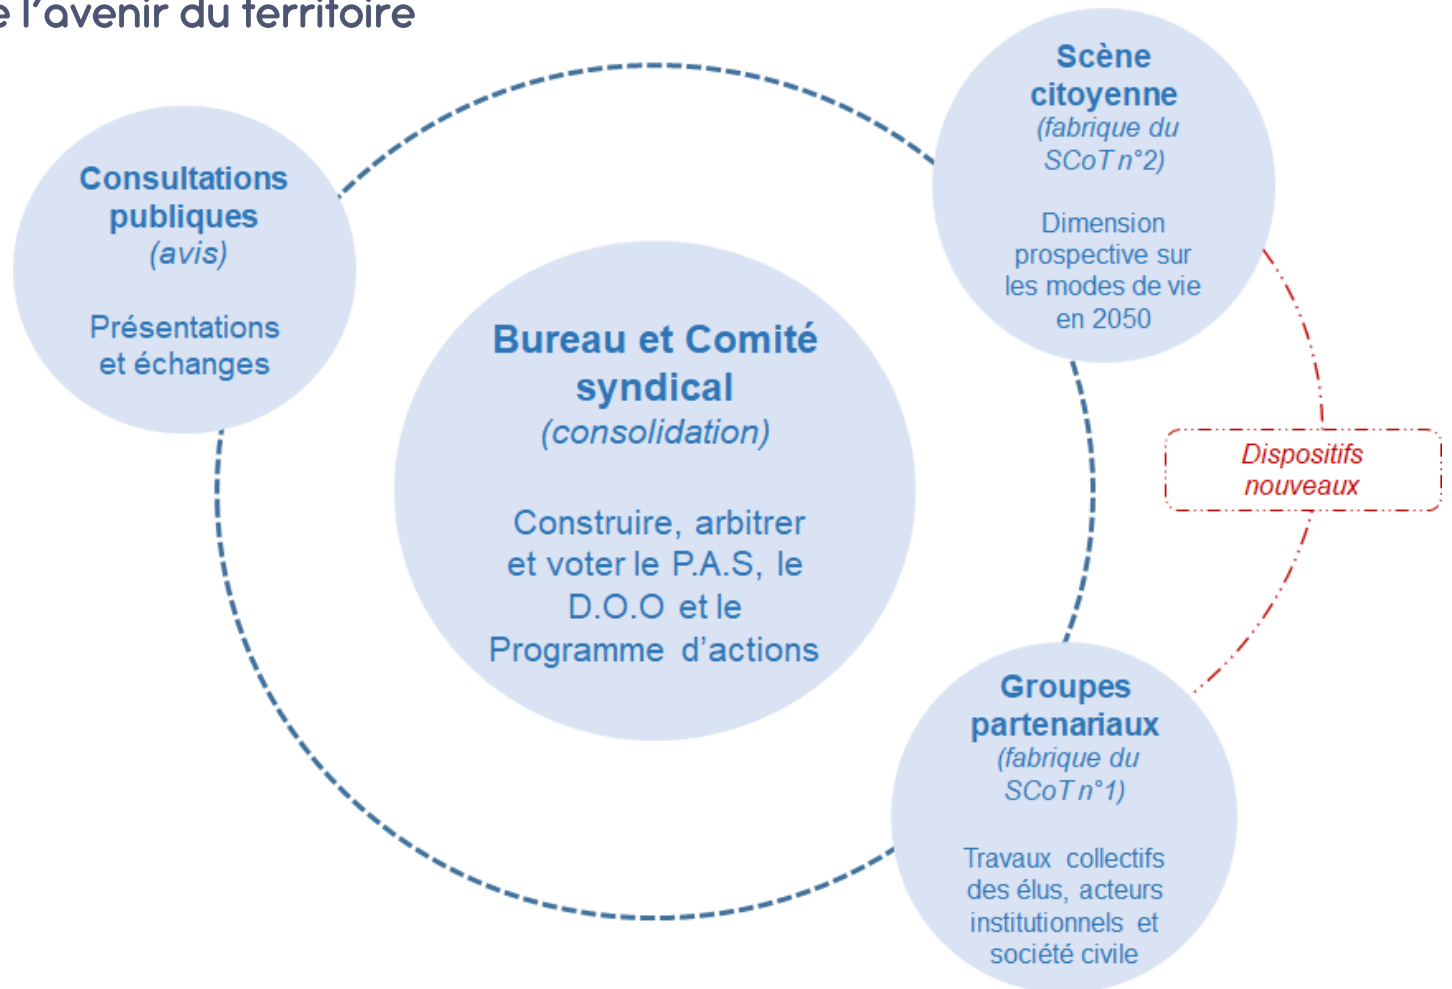 e l'avenir du territoire
Consultations
publiques
(avis)
Présentations
et échanges
Bureau et Comité
syndical
(consolidation)
Construire, arbitrer
et voter le P.A.S, le
D.O.O et le
Programme d'actions
Scène
citoyenne
(fabrique du
SCoT n°2)
Dimension
prospective sur
les modes de vie
en 2050
Dispositifs
nouveaux
Groupes
partenariaux
(fabrique du
SCoT n°1)
Travaux collectifs
des élus, acteurs
institutionnels et
société civile